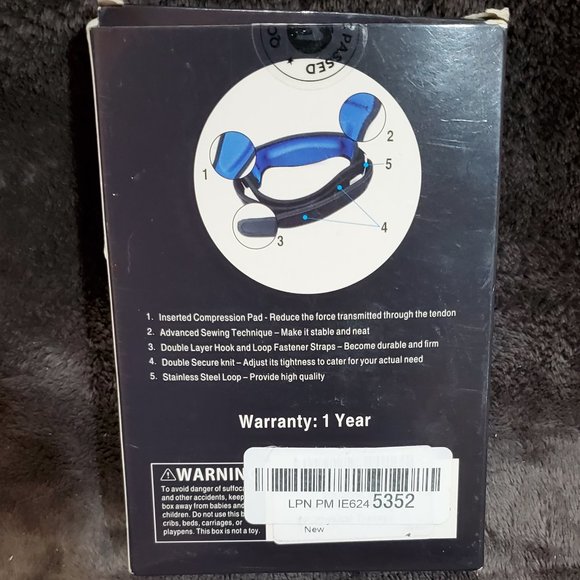 QC PASSED
1
2
5
4
3
1. Inserted Compression Pad - Reduce the force transmitted through the tendon
2. Advanced Sewing Technique – Make it stable and neat
3. Double Layer Hook and Loop Fastener Straps – Become durable and firm
4. Double Secure knit – Adjust its tightness to cater for your actual need
5. Stainless Steel Loop – Provide high quality
Warranty: 1 Year
⚠WARNIN
To avoid danger of suffoca
and other accidents, keep
box away from babies and
children. Do not use this b
cribs, beds, carriages, or
playpens. This box is not a toy.
LPN PM IE624 5352
New